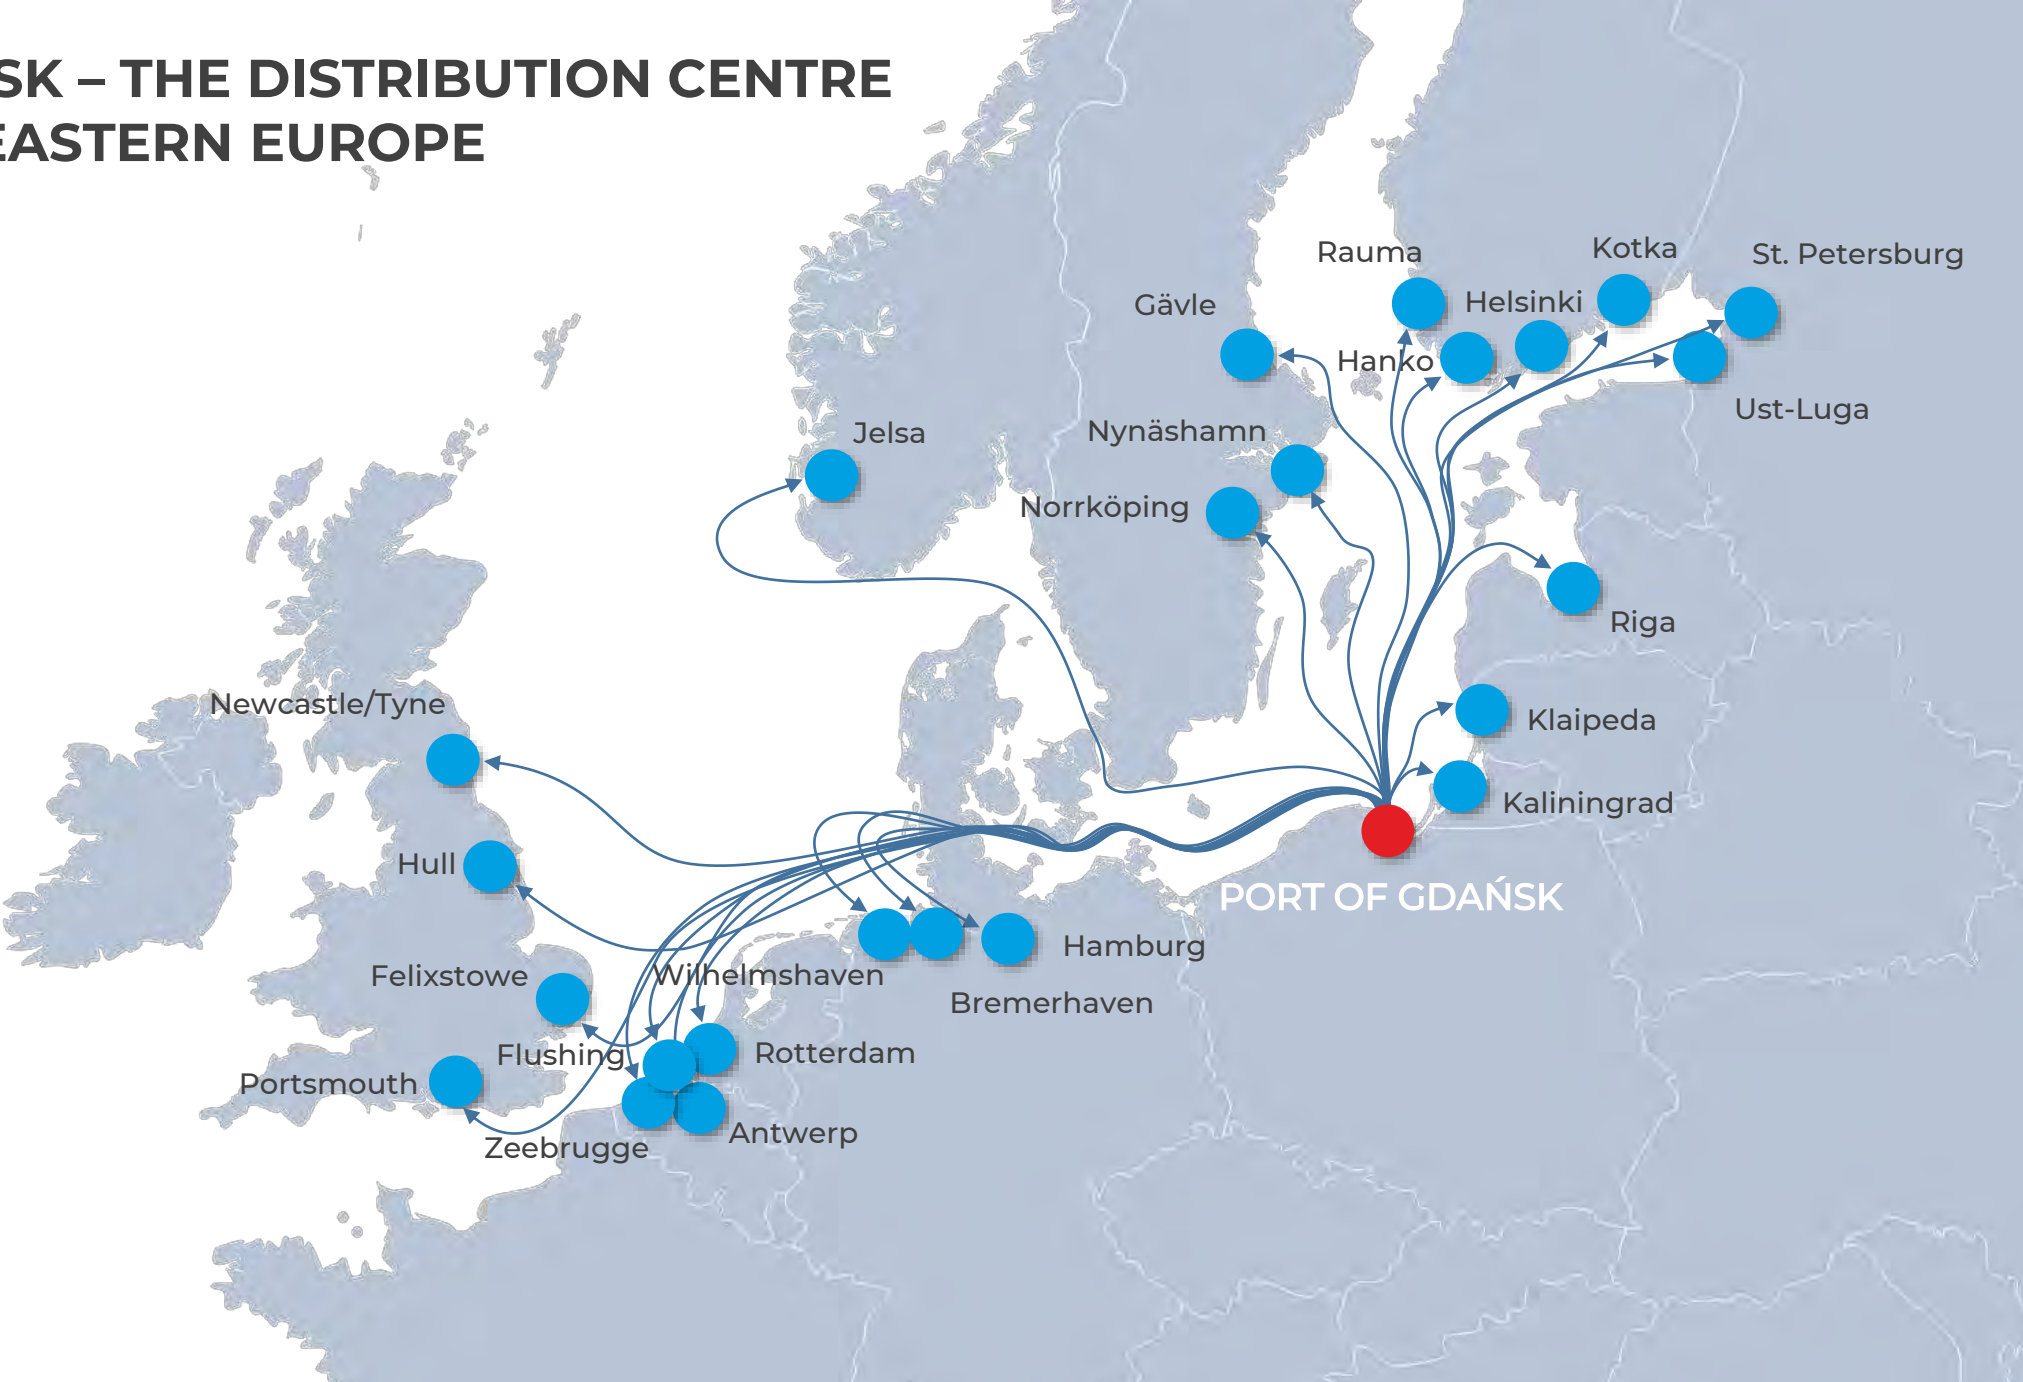 SK – THE DISTRIBUTION CENTRE
EASTERN EUROPE
Rauma
Kotka
St. Petersburg
Gävle
Helsinki
Hanko
Ust-Luga
Jelsa
Nynäshamn
Norrköping
Riga
Newcastle/Tyne
Klaipeda
Kaliningrad
Hull
PORT OF GDAŃSK
Hamburg
Felixstowe
Wilhelmshaven
Bremerhaven
Flushing
Rotterdam
Portsmouth
Antwerp
Zeebrugge